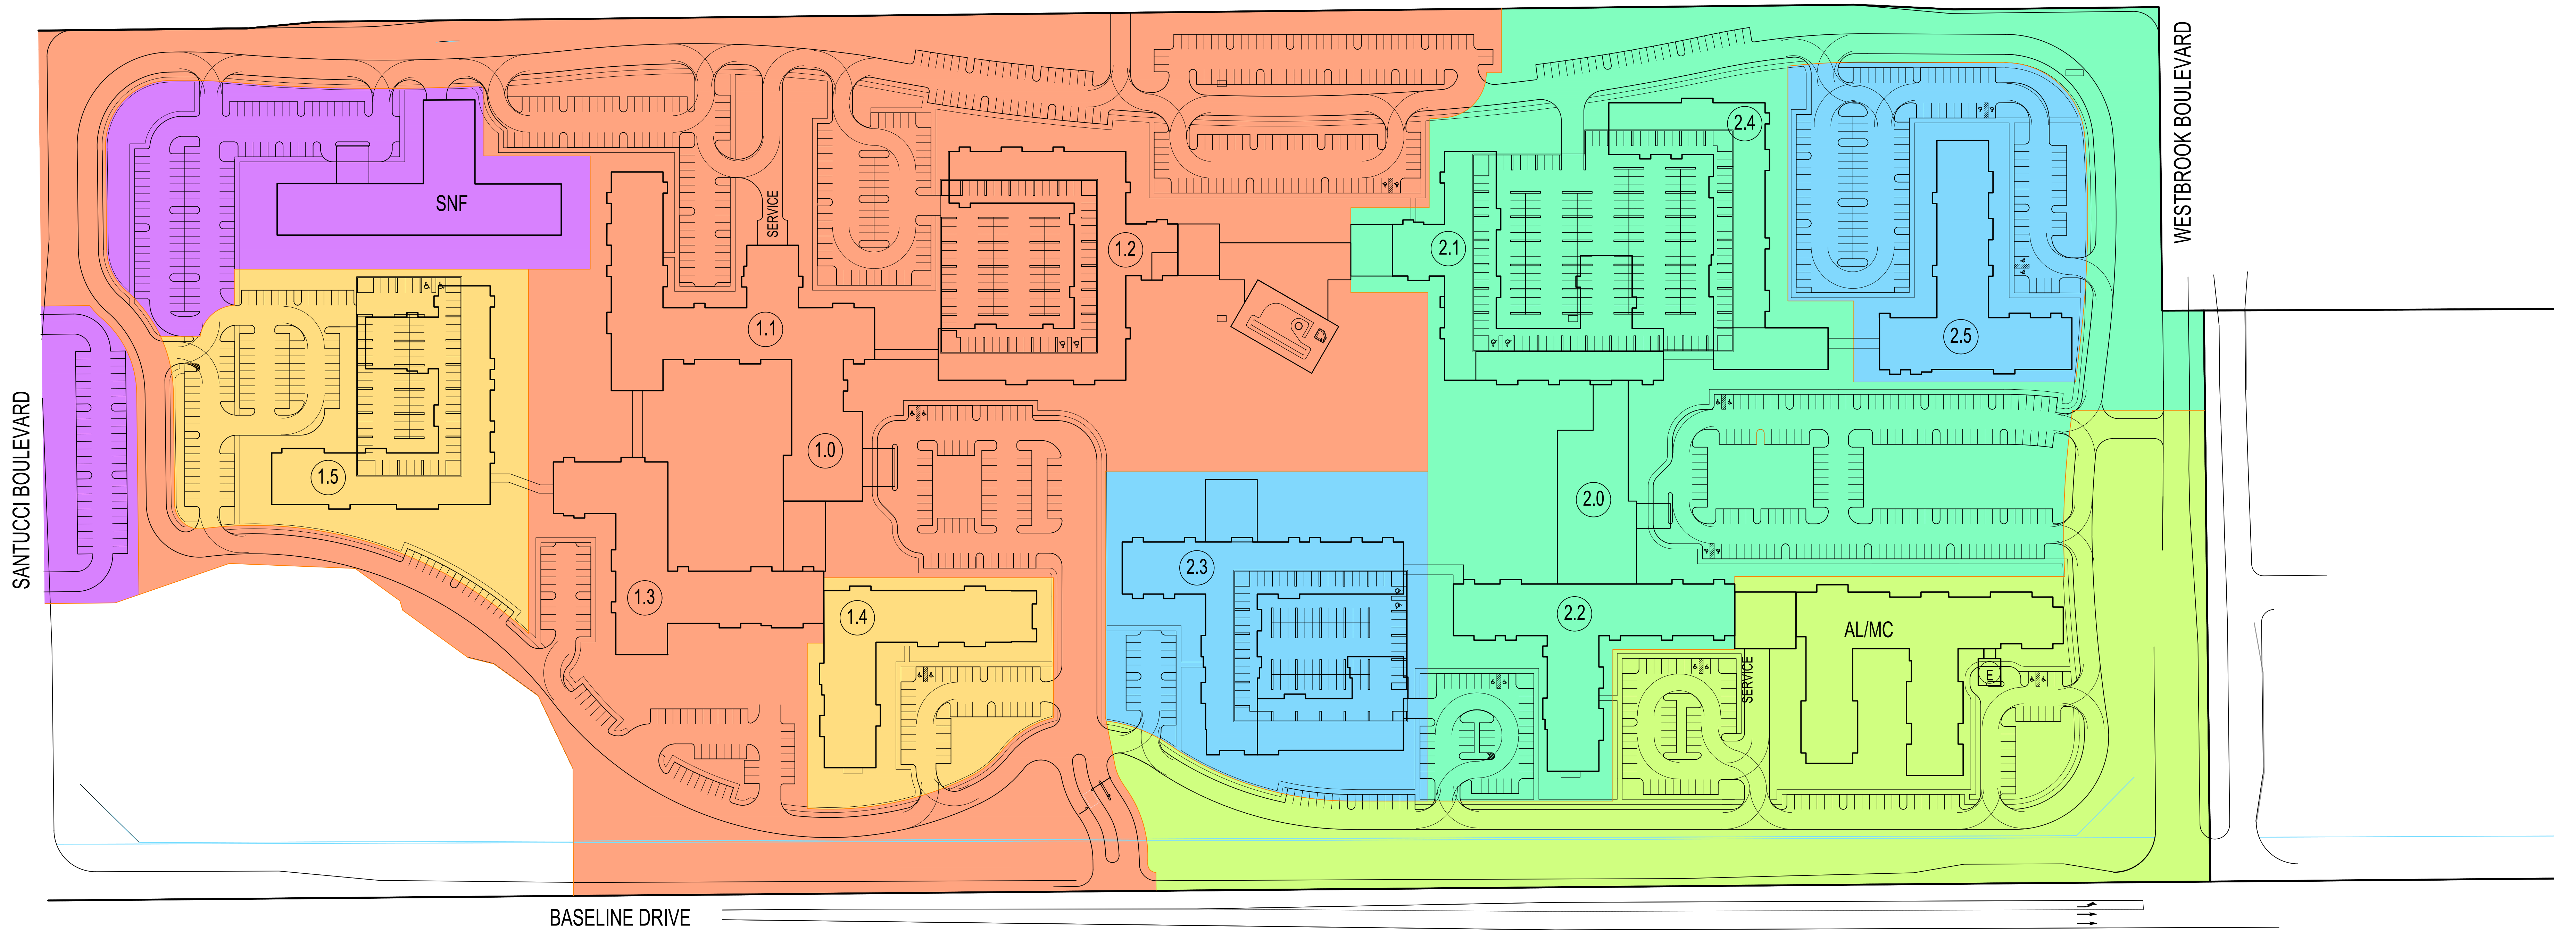 WESTBROOK BOULEVARD
2.4
SNF
SERVICE
1.2
2.1
1.1
2.5
SANTUCCI BOULEVARD
1.5
1.0
2.0
2.3
1.3
1.4
2.2
AL/MC
SERVICE
E
BASELINE DRIVE